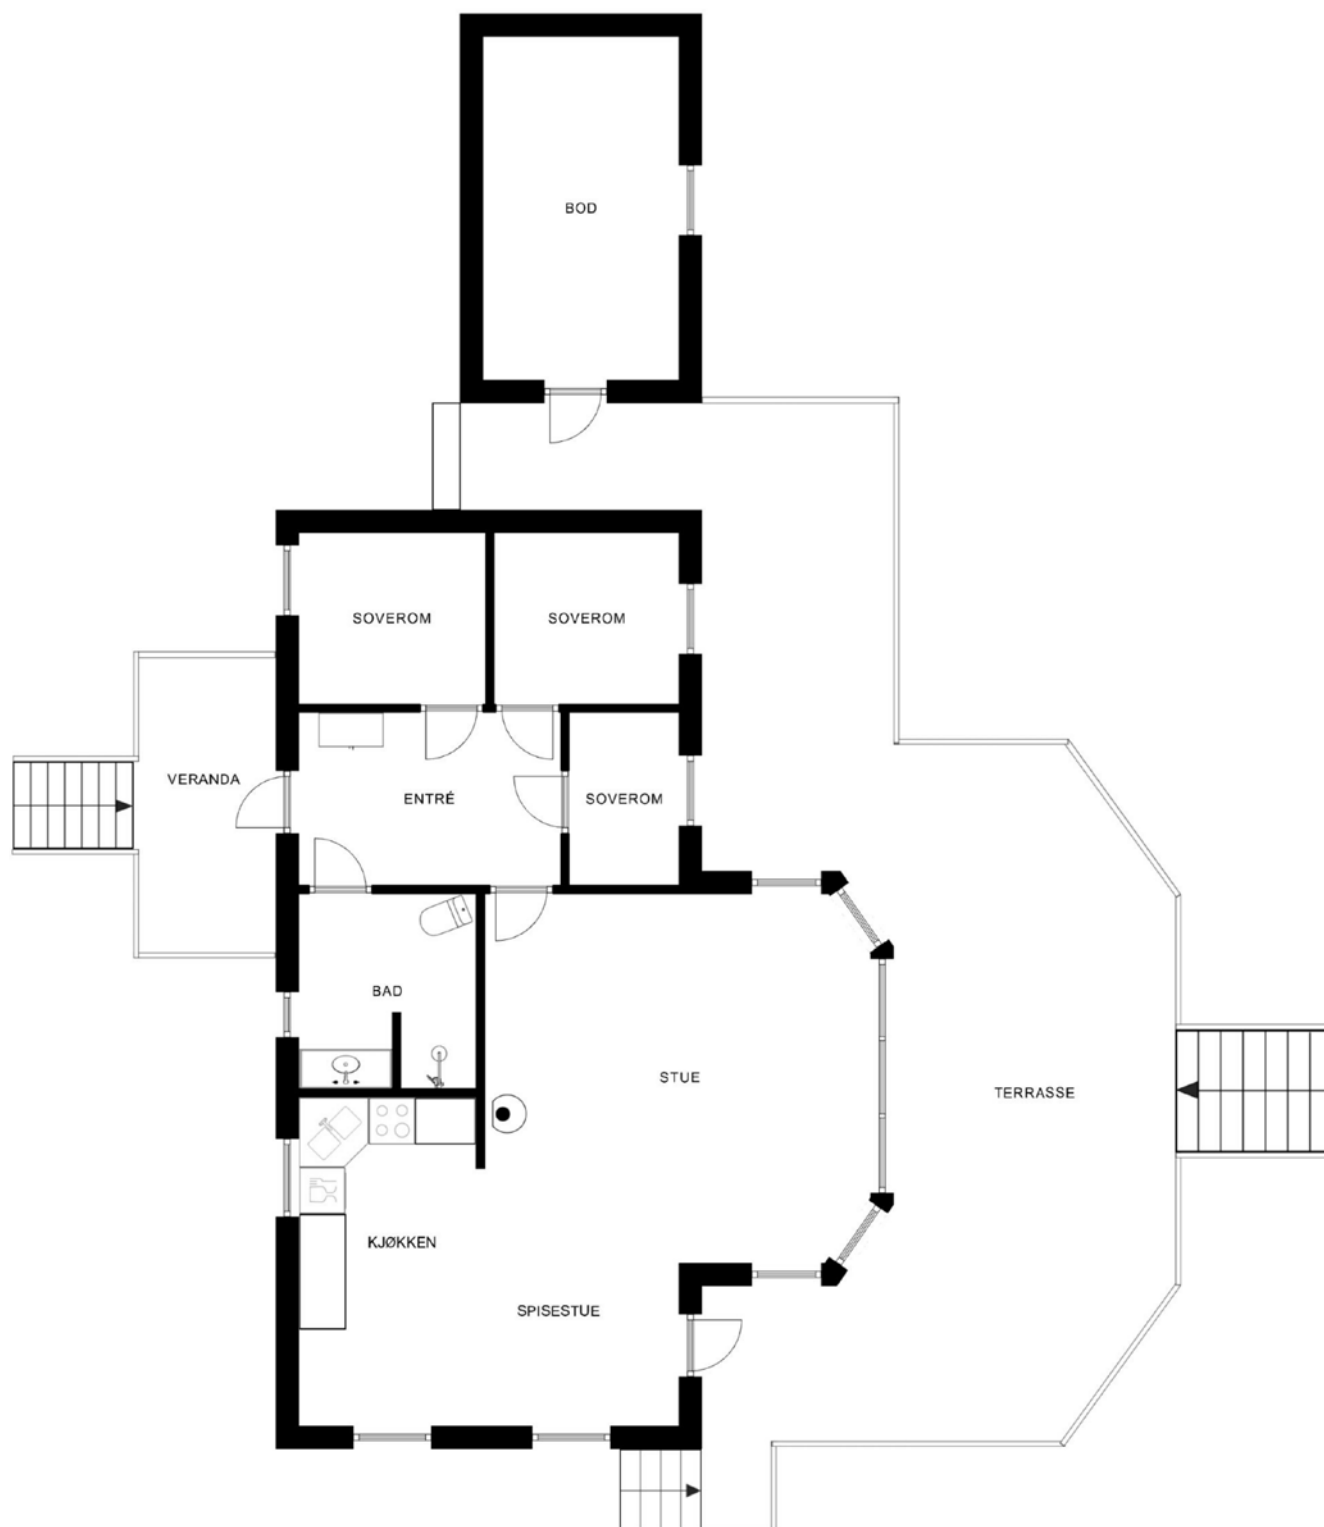 BOD
SOVEROM
SOVEROM
VERANDA
ENTRÉ
SOVEROM
BAD
STUE
TERRASSE
KJØKKEN
SPISESTUE